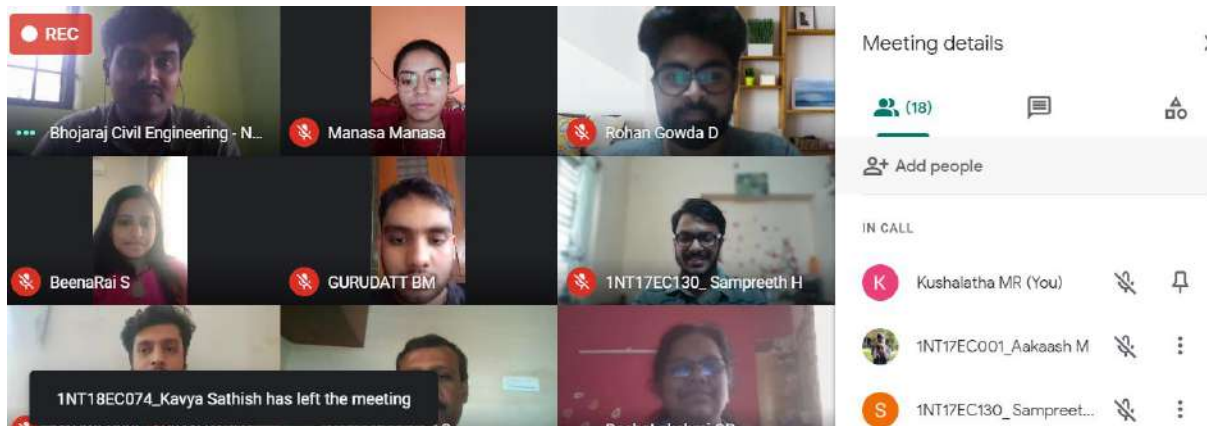 REC
Bhojaraj Civil Engineering - N...
Manasa Manasa
Rohan Gowda D
BeenaRai S
GURUDATT BM
1NT17EC130_ Sampreeth H
1NT18EC074_Kavya Sathish has left the meeting
Meeting details
(18)
Add people
IN CALL
K
Kushalatha MR (You)
1NT17EC001_Aakaash M
S
1NT17EC130_Sampreet...